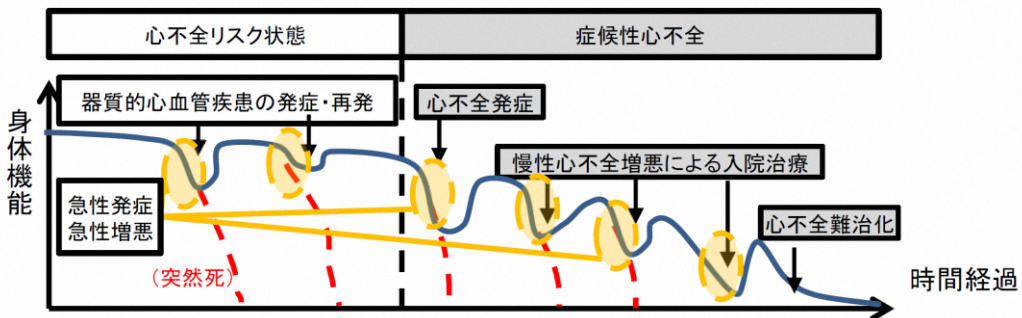 心不全リスク状態
症候性心不全
器質的心血管疾患の発症・再発
心不全発症
身体機能
慢性心不全増悪による入院治療
急性発症
急性増悪
心不全難治化
(突然死)
時間経過